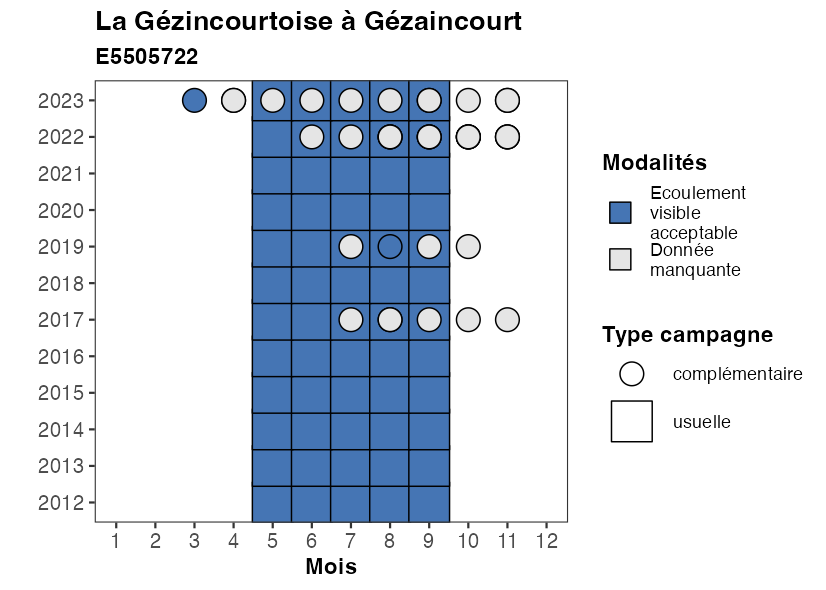 La Gézincourtoise à Gézaincourt
E5505722
2023
2022
2021
2020
2019
2018
2017
2016
2015
2014
2013
2012
1 2 3 4 5 6 7 8 9 10 11 12
Mois
Modalités
Ecoulement
visible
acceptable
Donnée
manquante
Type campagne
complémentaire
usuelle